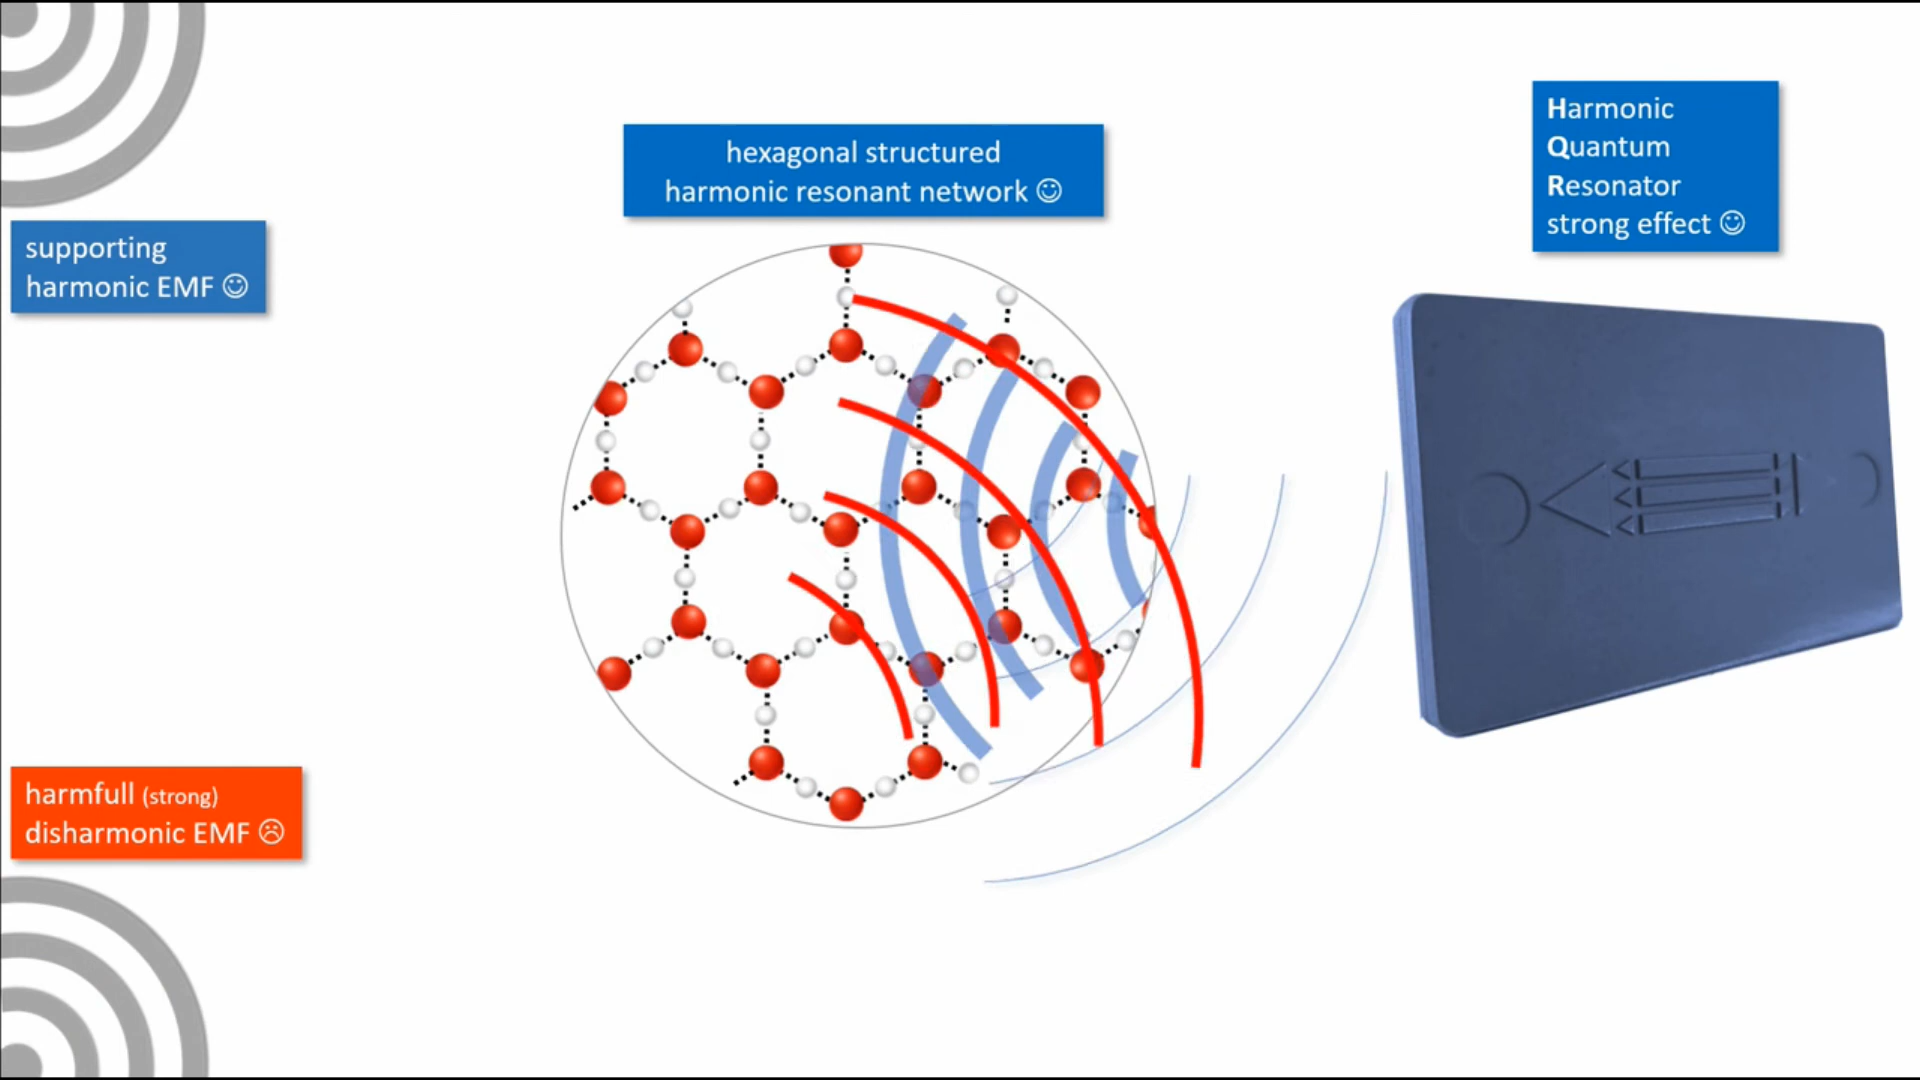 hexagonal structured
harmonic resonant network ☺
Harmonic
Quantum
Resonator
strong effect ☺
supporting
harmonic EMF ☺
harmfull (strong)
disharmonic EMF ☹